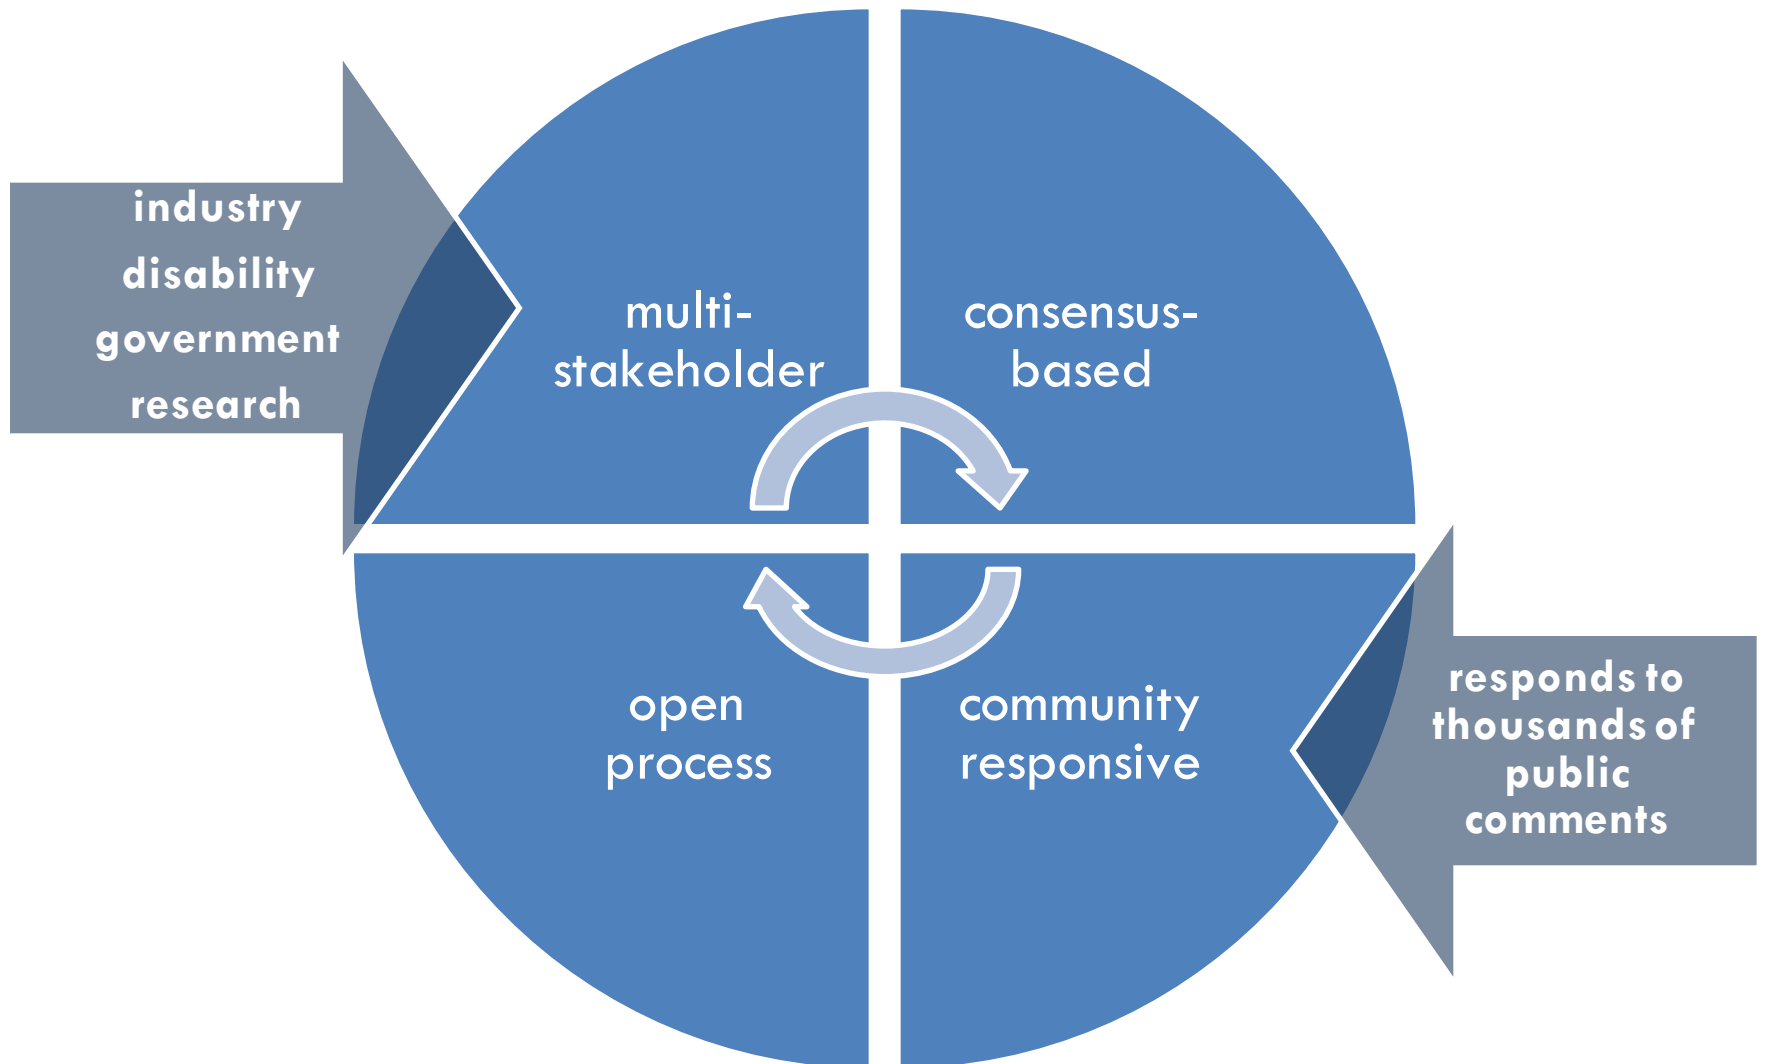 industry
disability
government
research
multi-
stakeholder
consensus-
based
open
process
community
responsive
responds to
thousands of
public
comments